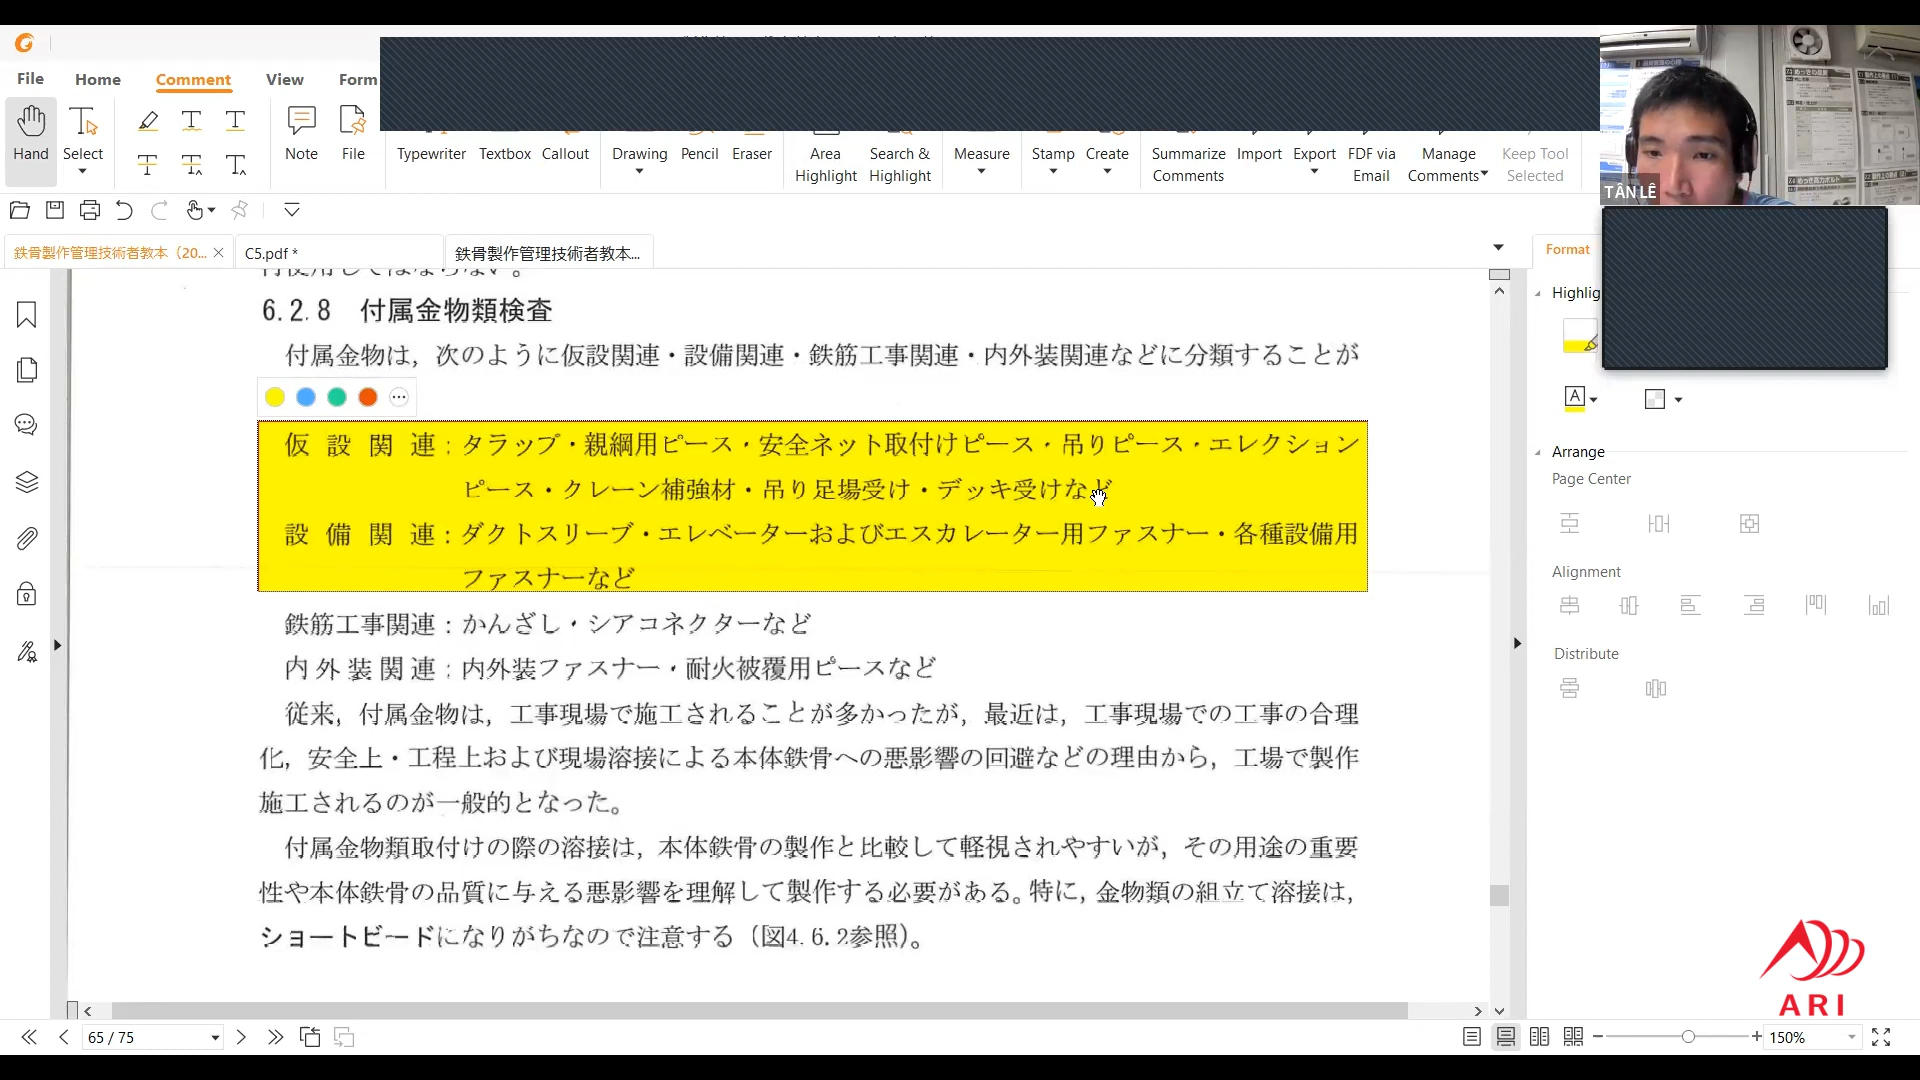 File Home Comment View Form
Hand Select Note File Typewriter Textbox Callout Drawing Pencil Eraser Area Highlight Search & Highlight Measure Stamp Create Summarize Comments Import Export FDF via Email Manage Comments Keep Tool Selected
TÂN LÊ
鉄骨製作管理技術者教本（20... C5.pdf * 鉄骨製作管理技術者教本...
Format
6.2.8 付属金物類検査
付属金物は，次のように仮設関連・設備関連・鉄筋工事関連・内外装関連などに分類することが
仮設関連：タラップ・親綱用ピース・安全ネット取付けピース・吊りピース・エレクション
ピース・クレーン補強材・吊り足場受け・デッキ受けなど
設備関連：ダクトスリーブ・エレベーターおよびエスカレーター用ファスナー・各種設備用
ファスナーなど
鉄筋工事関連：かんざし・シアコネクターなど
内外装関連：内外装ファスナー・耐火被覆用ピースなど
従来，付属金物は，工事現場で施工されることが多かったが，最近は，工事現場での工事の合理
化，安全上・工程上および現場溶接による本体鉄骨への悪影響の回避などの理由から，工場で製作
施工されるのが一般的となった。
付属金物類取付けの際の溶接は，本体鉄骨の製作と比較して軽視されやすいが，その用途の重要
性や本体鉄骨の品質に与える悪影響を理解して製作する必要がある。特に，金物類の組立て溶接は，
ショートビードになりがちなので注意する（図4.6.2参照）。
Highlig
Arrange
Page Center
Alignment
Distribute
ARI
65 / 75
150%